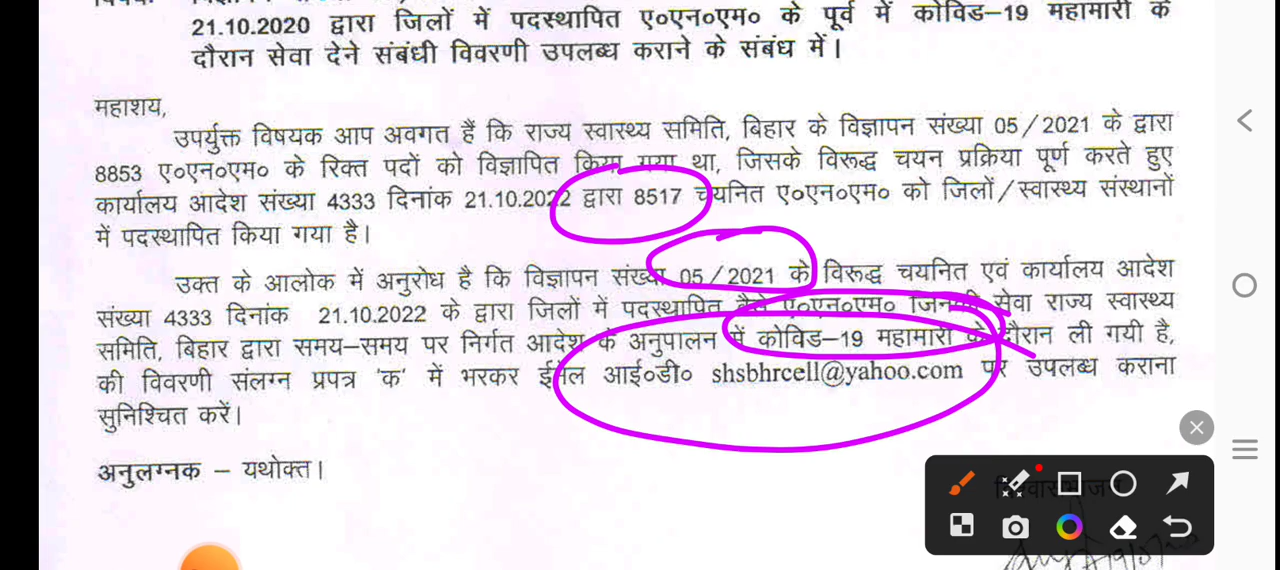 21.10.2020 द्वारा जिलों में पदस्थापित ए०एन०एम० के पूर्व में कोविड–19 महामारी के
दौरान सेवा देने संबंधी विवरणी उपलब्ध कराने के संबंध में।
महाशय,
उपर्युक्त विषयक आप अवगत हैं कि राज्य स्वास्थ्य समिति, बिहार के विज्ञापन संख्या 05/2021 के द्वारा
8853 ए०एन०एम० के रिक्त पदों को विज्ञापित किया गया था, जिसके विरूद्ध चयन प्रक्रिया पूर्ण करते हुए
कार्यालय आदेश संख्या 4333 दिनांक 21.10.2022 द्वारा 8517 चयनित ए०एन०एम० को जिलों/स्वास्थ्य संस्थानों
में पदस्थापित किया गया है।
उक्त के आलोक में अनुरोध है कि विज्ञापन संख्या 05/2021 के विरूद्ध चयनित एवं कार्यालय आदेश
संख्या 4333 दिनांक 21.10.2022 के द्वारा जिलों में पदस्थापित वैसे ए०एन०एम० जिनकी सेवा राज्य स्वास्थ्य
समिति, बिहार द्वारा समय–समय पर निर्गत आदेश के अनुपालन में कोविड–19 महामारी के दौरान ली गयी है,
की विवरणी संलग्न प्रपत्र 'क' में भरकर ईमेल आई०डी० shsbhrcell@yahoo.com पर उपलब्ध कराना
सुनिश्चित करें।
अनुलग्नक – यथोक्त।